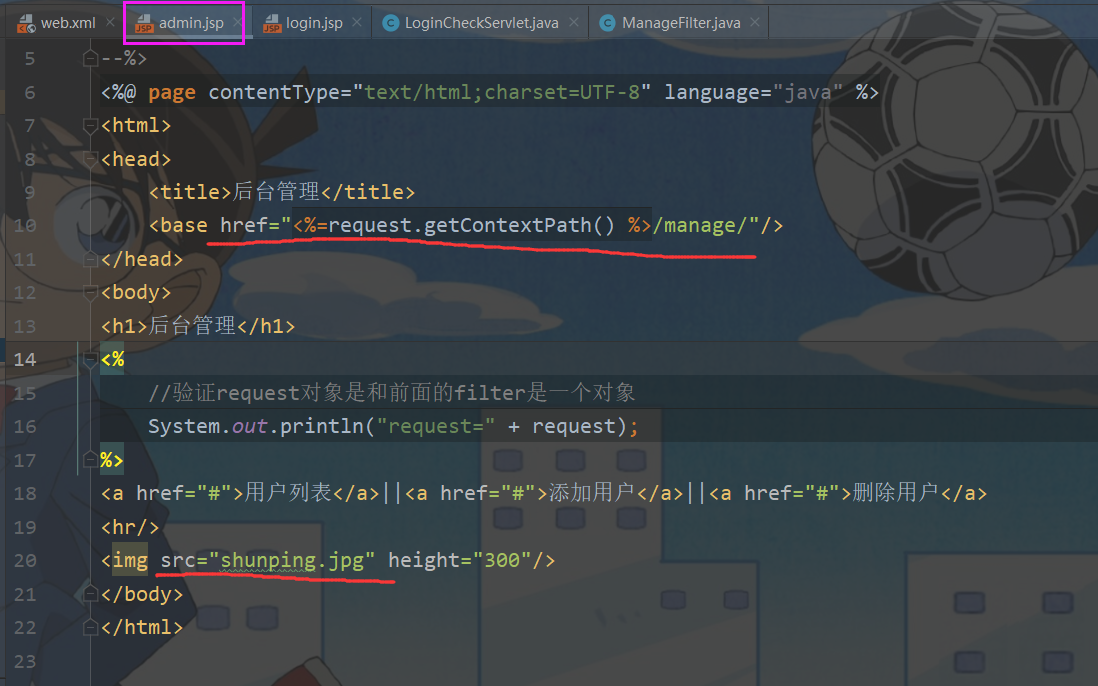 web.xml admin.jsp login.jsp LoginCheckServlet.java ManageFilter.java
5 --%>
6 <%@ page contentType="text/html;charset=UTF-8" language="java" %>
7 <html>
8 <head>
9 <title>后台管理</title>
10 <base href="<%=request.getContextPath() %>/manage/"/>
11 </head>
12 <body>
13 <h1>后台管理</h1>
14 <%
15 //验证request对象是和前面的filter是一个对象
16 System.out.println("request=" + request);
17 %>
18 <a href="#">用户列表</a>||<a href="#">添加用户</a>||<a href="#">删除用户</a>
19 <hr/>
20 <img src="shunping.jpg" height="300"/>
21 </body>
22 </html>
23